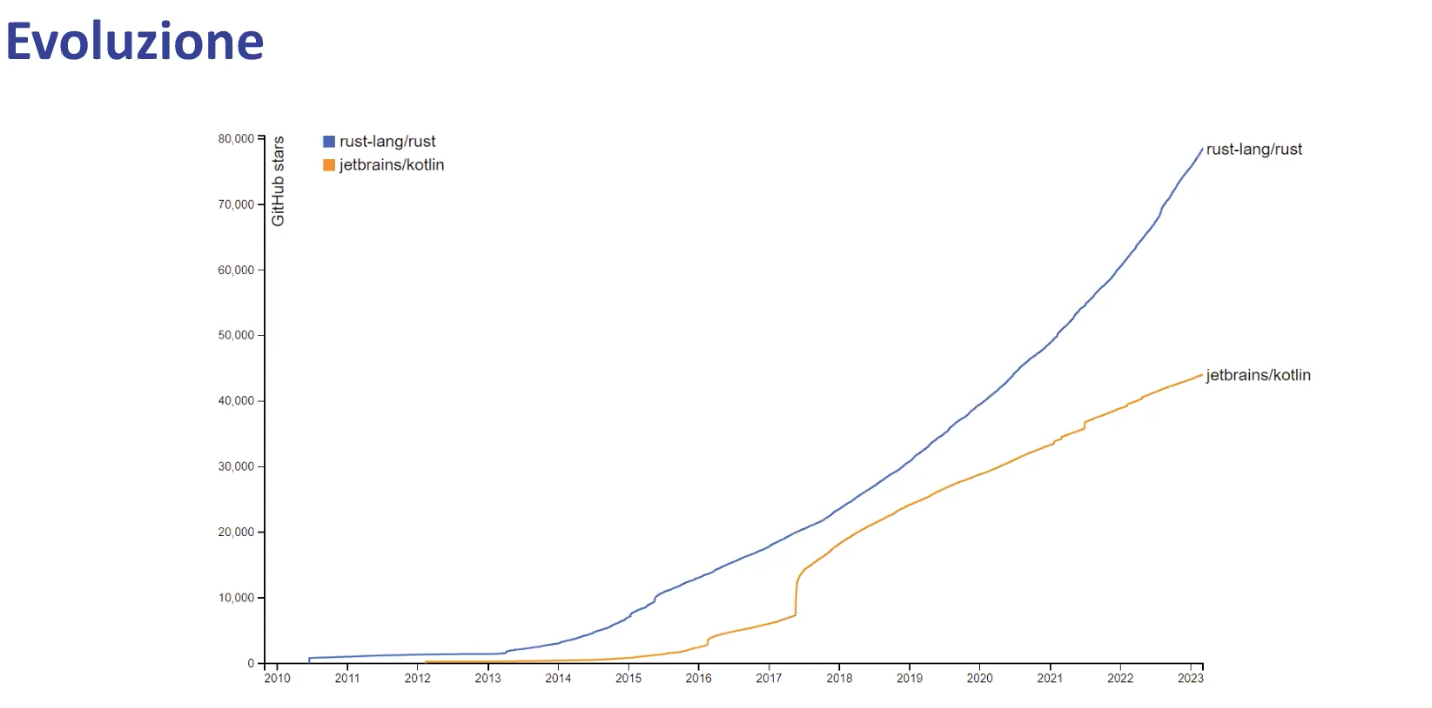 Evoluzione
80,000
70,000
60,000
50,000
40,000
30,000
20,000
10,000
0
GitHub stars
rust-lang/rust
jetbrains/kotlin
rust-lang/rust
jetbrains/kotlin
2010 2011 2012 2013 2014 2015 2016 2017 2018 2019 2020 2021 2022 2023